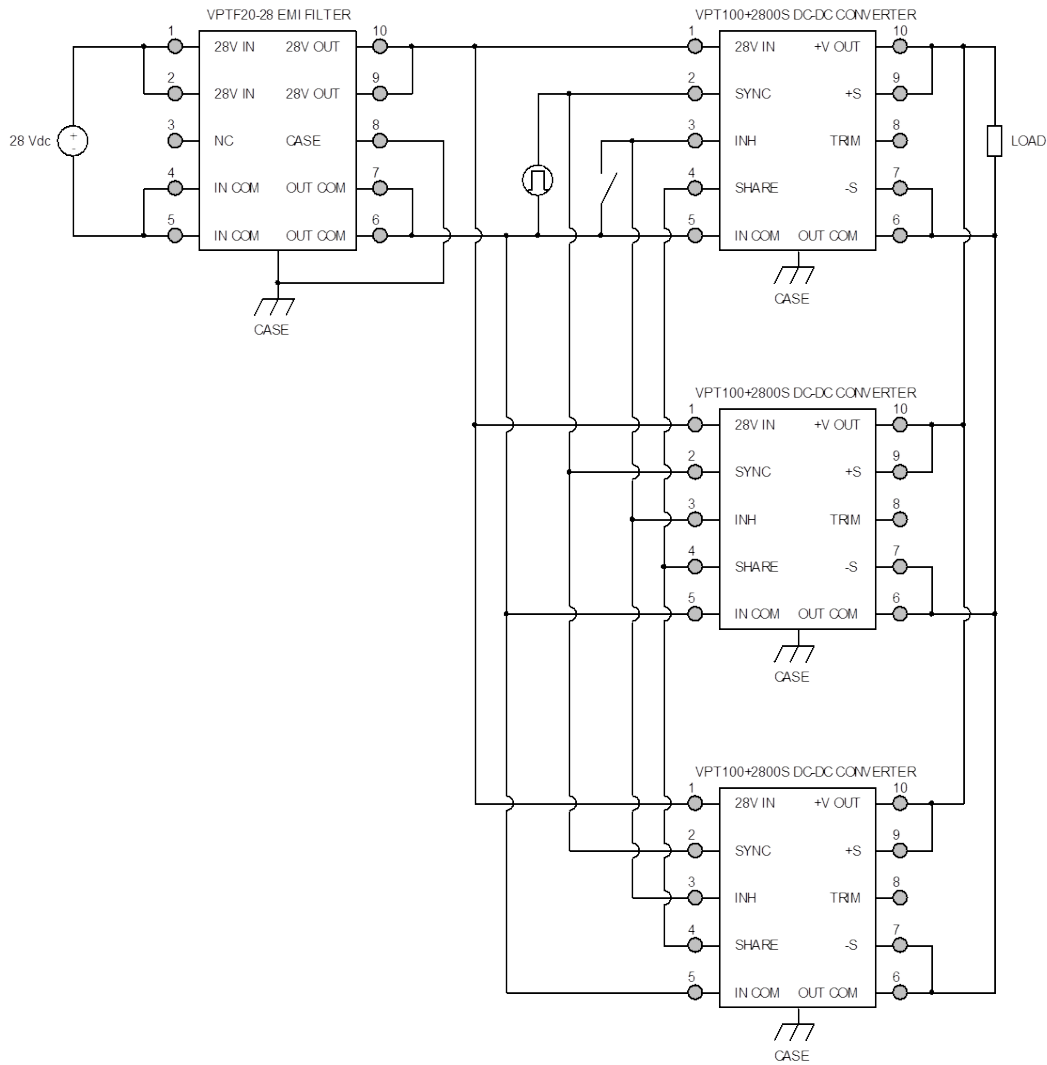 VPTF20-28 EMI FILTER
1 28V IN 28V OUT 10
2 28V IN 28V OUT 9
3 NC CASE 8
4 IN COM OUT COM 7
5 IN COM OUT COM 6
28 Vdc
+
-
CASE
VPT100+2800S DC-DC CONVERTER
1 28V IN +V OUT 10
2 SYNC +S 9
3 INH TRIM 8
4 SHARE -S 7
5 IN COM OUT COM 6
LOAD
CASE
VPT100+2800S DC-DC CONVERTER
1 28V IN +V OUT 10
2 SYNC +S 9
3 INH TRIM 8
4 SHARE -S 7
5 IN COM OUT COM 6
CASE
VPT100+2800S DC-DC CONVERTER
1 28V IN +V OUT 10
2 SYNC +S 9
3 INH TRIM 8
4 SHARE -S 7
5 IN COM OUT COM 6
CASE